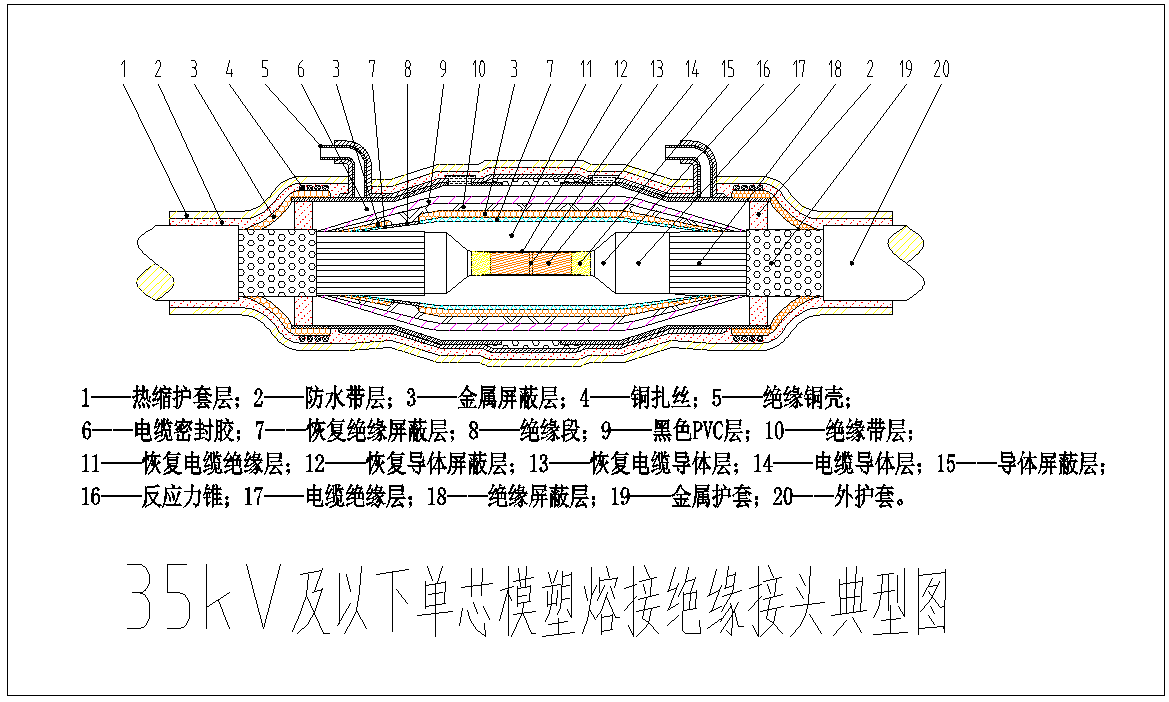 1 2 3 4 5 6 3 7 8 9 10 3 7 11 12 13 14 15 16 17 18 2 19 20
1——热缩护套层；2——防水带层；3——金属屏蔽层；4——铜扎丝；5——绝缘铜壳；
6——电缆密封胶；7——恢复绝缘屏蔽层；8——绝缘段；9——黑色PVC层；10——绝缘带层；
11——恢复电缆绝缘层；12——恢复导体屏蔽层；13——恢复电缆导体层；14——电缆导体层；15——导体屏蔽层；
16——反应力锥；17——电缆绝缘层；18——绝缘屏蔽层；19——金属护套；20——外护套。
35kV及以下单芯模塑熔接绝缘接头典型图